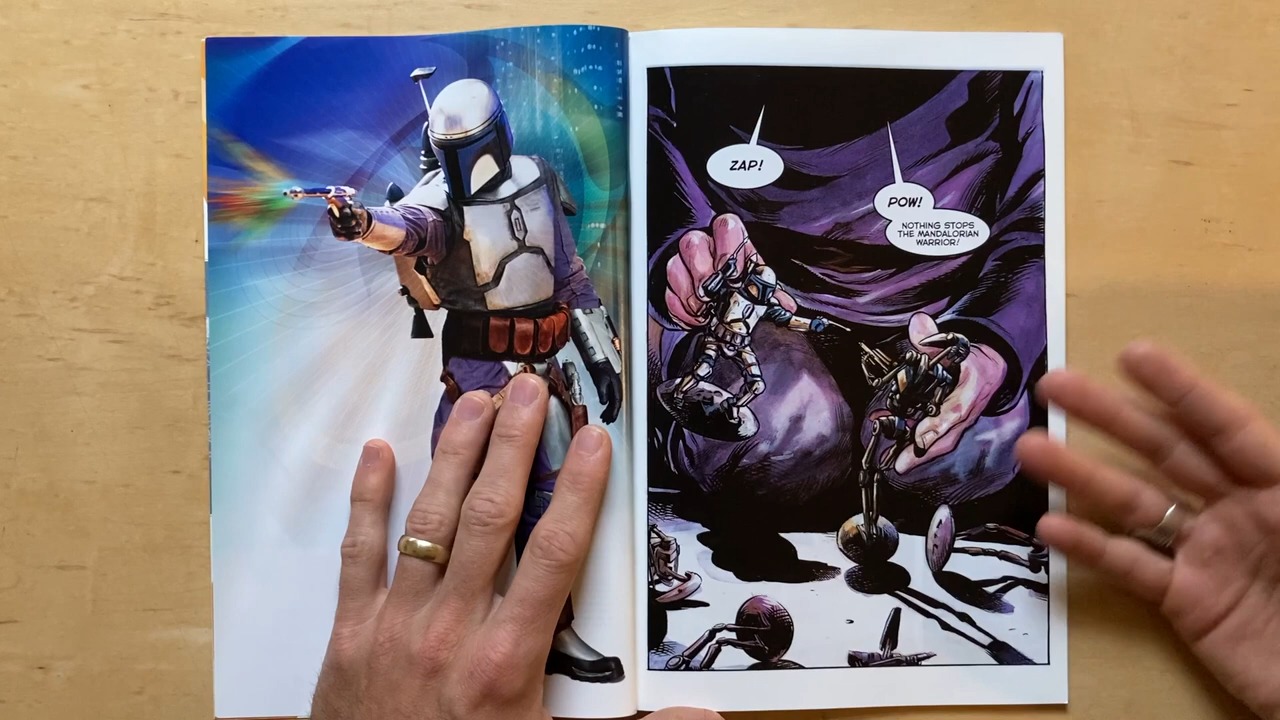 ZAP!
POW!
NOTHING STOPS
THE MANDALORIAN
WARRIOR!